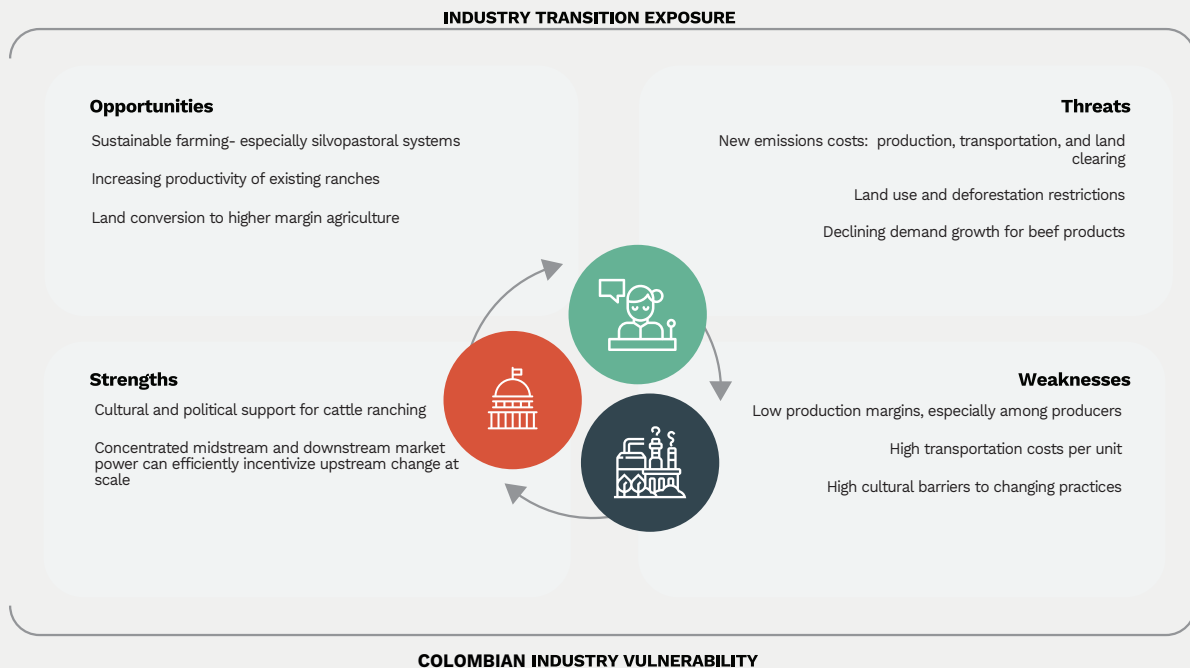 INDUSTRY TRANSITION EXPOSURE
Opportunities
Sustainable farming- especially silvopastoral systems
Increasing productivity of existing ranches
Land conversion to higher margin agriculture
Threats
New emissions costs:  production, transportation, and land
clearing
Land use and deforestation restrictions
Declining demand growth for beef products
Strengths
Cultural and political support for cattle ranching
Concentrated midstream and downstream market
power can efficiently incentivize upstream change at
scale
Weaknesses
Low production margins, especially among producers
High transportation costs per unit
High cultural barriers to changing practices
COLOMBIAN INDUSTRY VULNERABILITY